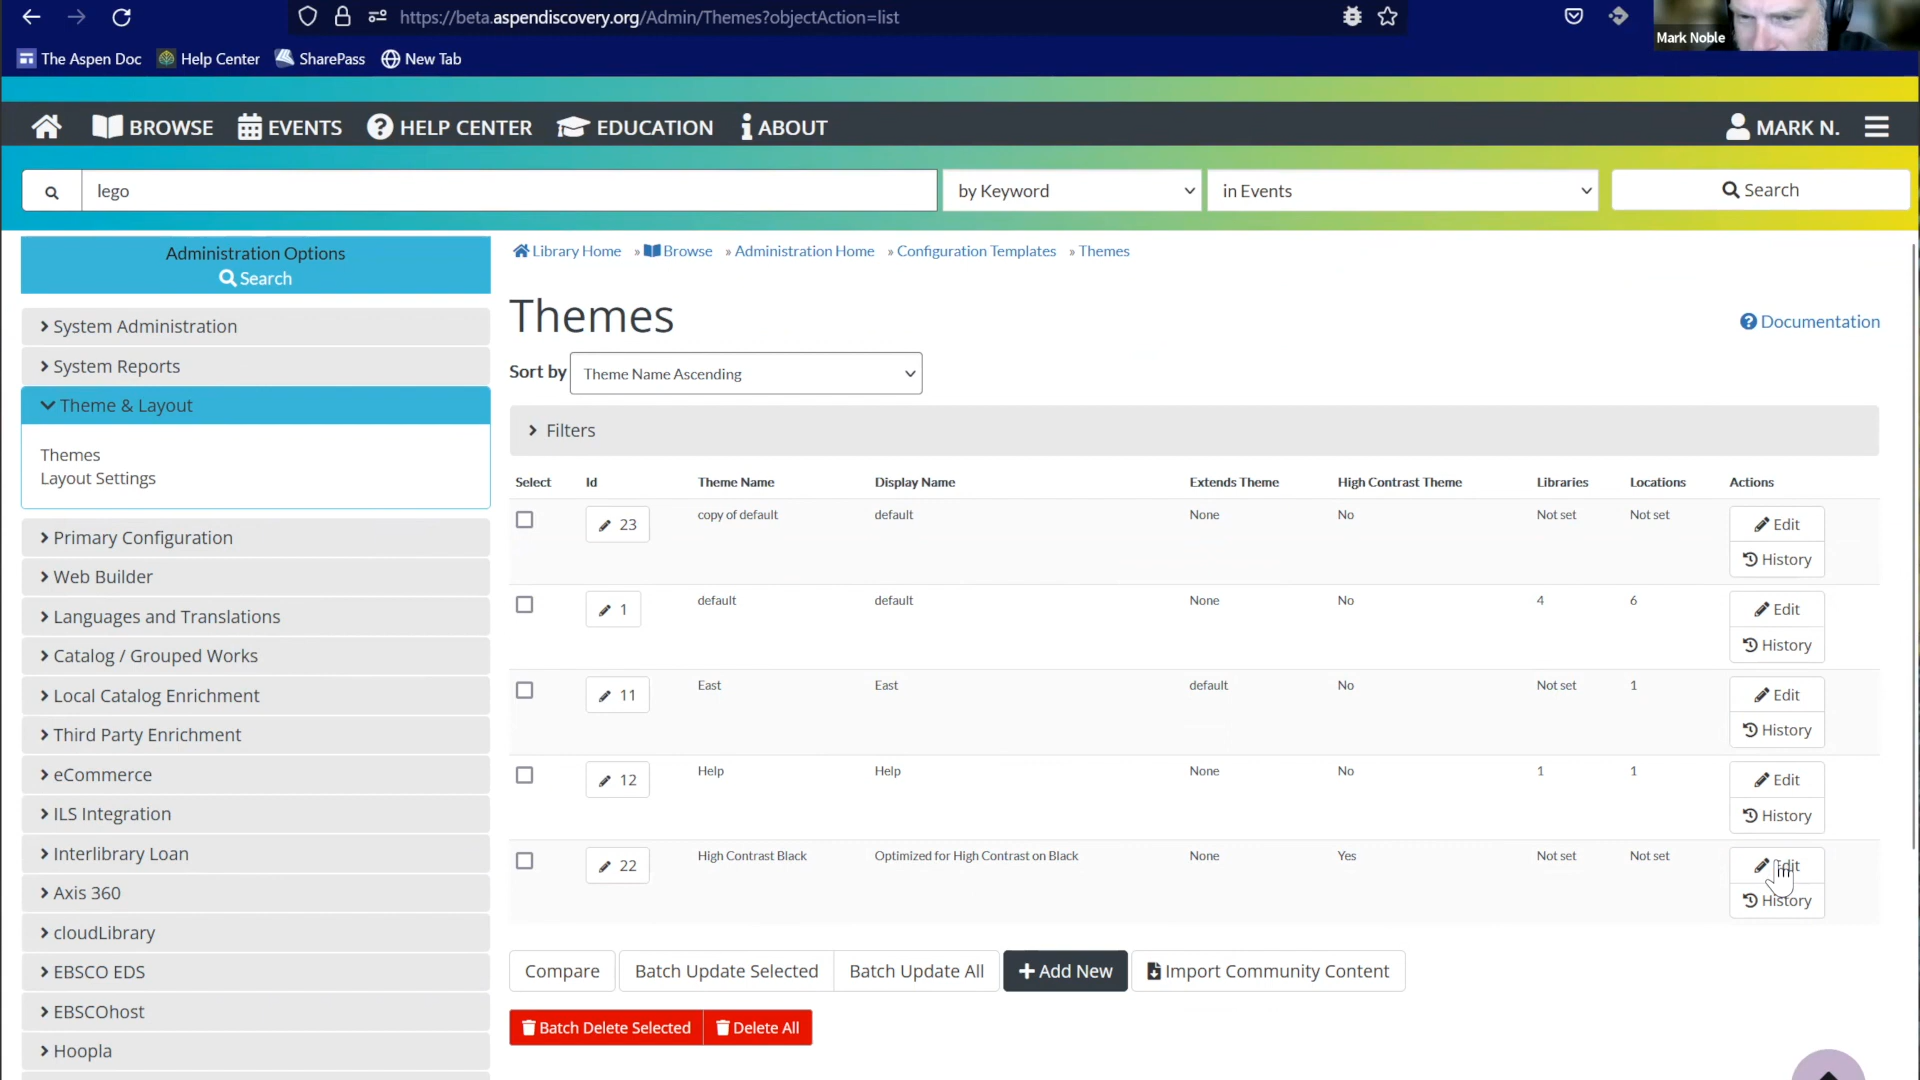 https://beta.aspendiscovery.org/Admin/Themes?objectAction=list
Mark Noble
The Aspen Doc Help Center SharePass New Tab
BROWSE EVENTS HELP CENTER EDUCATION ABOUT MARK N.
lego by Keyword in Events Search
Administration Options
Search
Library Home » Browse » Administration Home » Configuration Templates » Themes
System Administration
System Reports
Theme & Layout
Themes
Layout Settings
Primary Configuration
Web Builder
Languages and Translations
Catalog / Grouped Works
Local Catalog Enrichment
Third Party Enrichment
eCommerce
ILS Integration
Interlibrary Loan
Axis 360
cloudLibrary
EBSCO EDS
EBSCOhost
Hoopla
Themes
Documentation
Sort by Theme Name Ascending
Filters
Select Id Theme Name Display Name Extends Theme High Contrast Theme Libraries Locations Actions
23 copy of default default None No Not set Not set Edit
History
1 default default None No 4 6 Edit
History
11 East East default No Not set 1 Edit
History
12 Help Help None No 1 1 Edit
History
22 High Contrast Black Optimized for High Contrast on Black None Yes Not set Not set Edit
History
Compare Batch Update Selected Batch Update All Add New Import Community Content
Batch Delete Selected Delete All